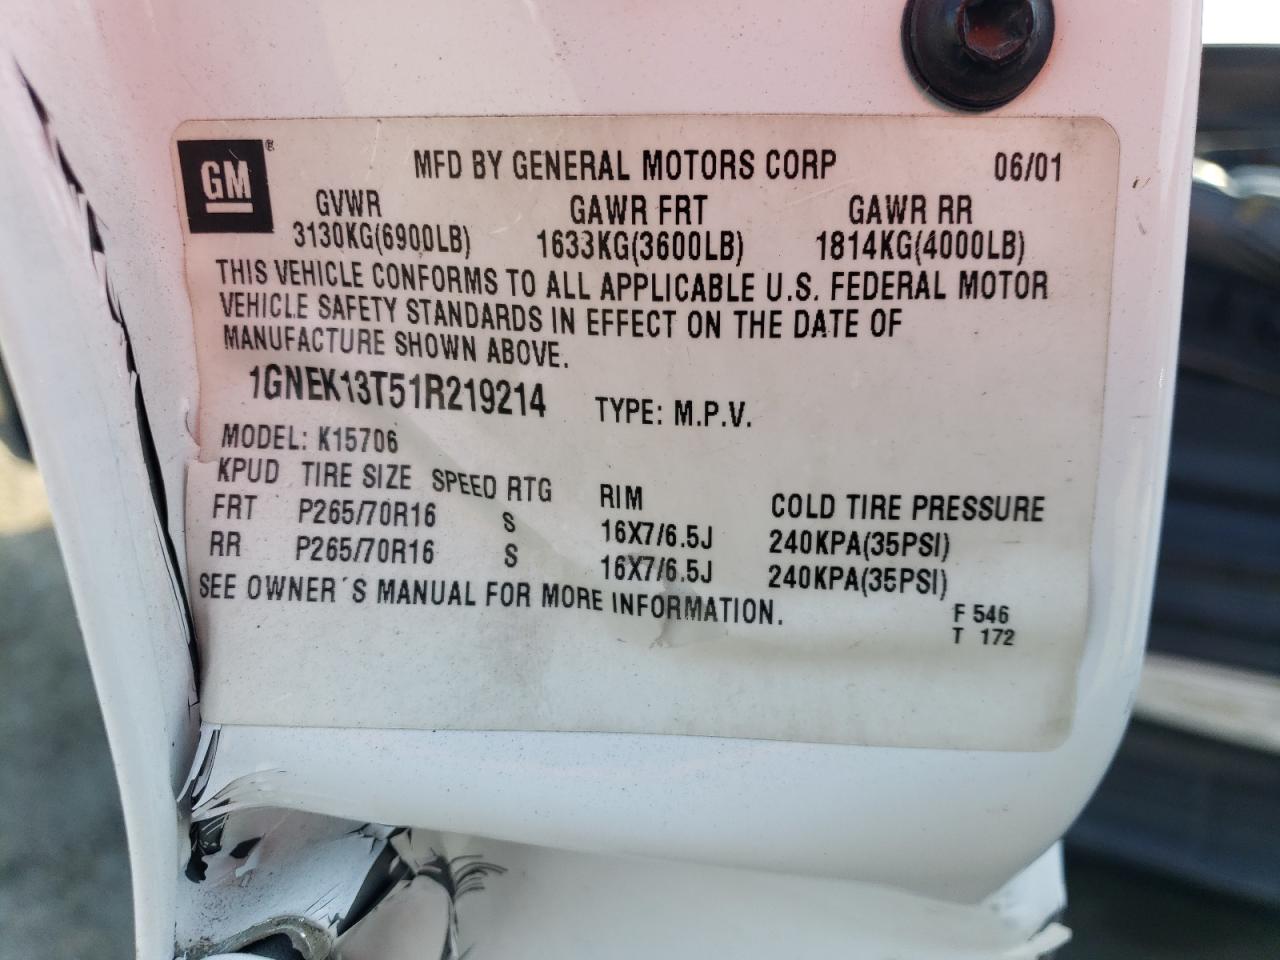 GM ®
MFD BY GENERAL MOTORS CORP 06/01
GVWR GAWR FRT GAWR RR
3130KG(6900LB) 1633KG(3600LB) 1814KG(4000LB)
THIS VEHICLE CONFORMS TO ALL APPLICABLE U.S. FEDERAL MOTOR
VEHICLE SAFETY STANDARDS IN EFFECT ON THE DATE OF
MANUFACTURE SHOWN ABOVE.
1GNEK13T51R219214 TYPE: M.P.V.
MODEL: K15706
KPUD TIRE SIZE SPEED RTG RIM COLD TIRE PRESSURE
FRT P265/70R16 S 16X7/6.5J 240KPA(35PSI)
RR P265/70R16 S 16X7/6.5J 240KPA(35PSI)
SEE OWNER´S MANUAL FOR MORE INFORMATION.
F 546
T 172